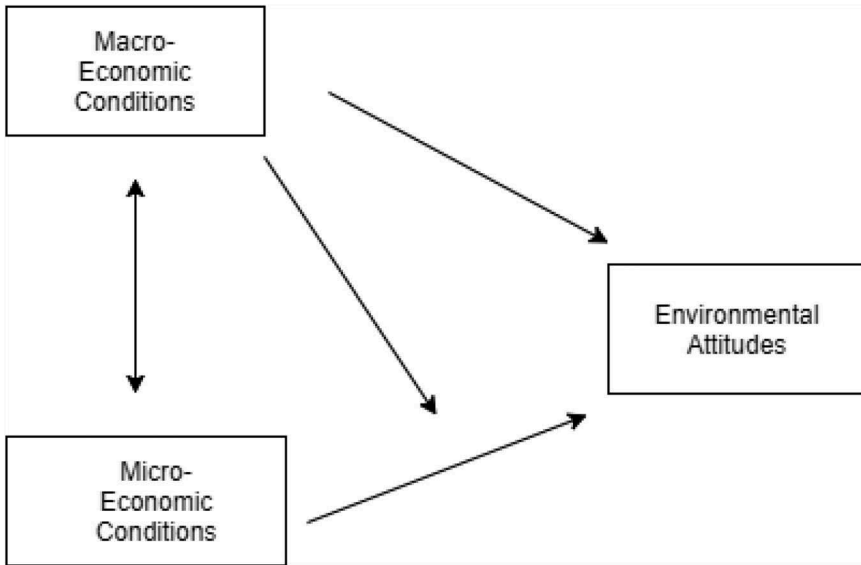 Macro-
Economic
Conditions
Environmental
Attitudes
Micro-
Economic
Conditions